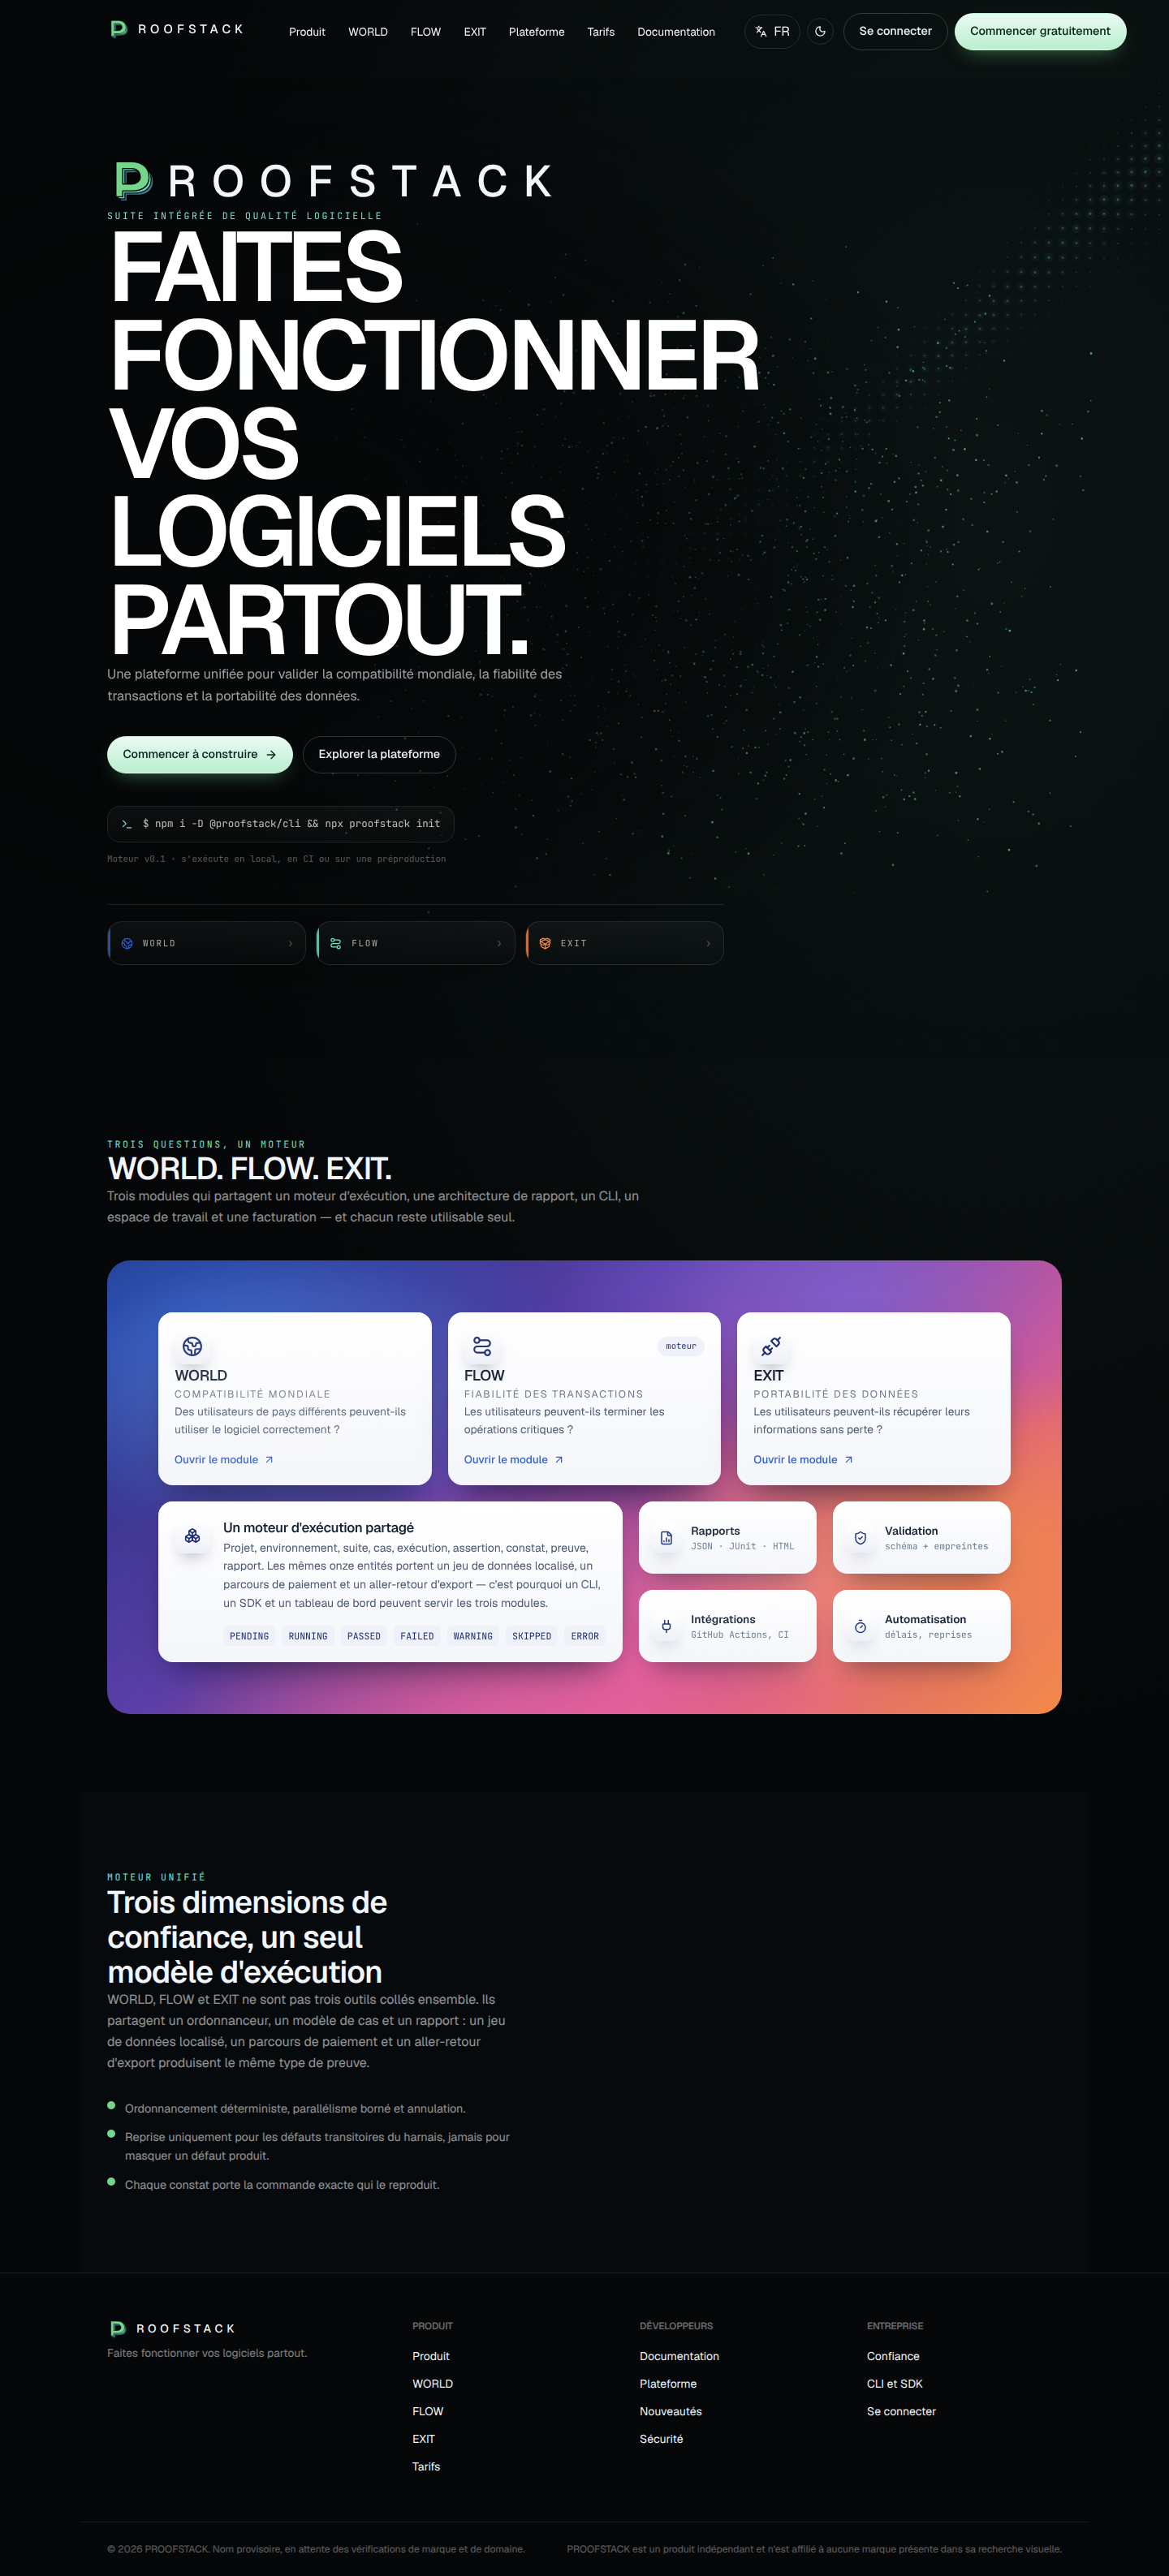 PROOFSTACK
Produit
WORLD
FLOW
EXIT
Plateforme
Tarifs
Documentation
FR
Se connecter
Commencer gratuitement
PROOFSTACK
SUITE INTÉGRÉE DE QUALITÉ LOGICIELLE
FAITES
FONCTIONNER
VOS
LOGICIELS
PARTOUT.
Une plateforme unifiée pour valider la compatibilité mondiale, la fiabilité des
transactions et la portabilité des données.
Commencer à construire
Explorer la plateforme
$ npm i -D @proofstack/cli && npx proofstack init
Moteur v0.1 · s'exécute en local, en CI ou sur une préproduction
WORLD
FLOW
EXIT
TROIS QUESTIONS, UN MOTEUR
WORLD. FLOW. EXIT.
Trois modules qui partagent un moteur d'exécution, une architecture de rapport, un CLI, un
espace de travail et une facturation — et chacun reste utilisable seul.
WORLD
COMPATIBILITÉ MONDIALE
Des utilisateurs de pays différents peuvent-ils
utiliser le logiciel correctement ?
Ouvrir le module
moteur
FLOW
FIABILITÉ DES TRANSACTIONS
Les utilisateurs peuvent-ils terminer les
opérations critiques ?
Ouvrir le module
EXIT
PORTABILITÉ DES DONNÉES
Les utilisateurs peuvent-ils récupérer leurs
informations sans perte ?
Ouvrir le module
Un moteur d'exécution partagé
Projet, environnement, suite, cas, exécution, assertion, constat, preuve,
rapport. Les mêmes onze entités portent un jeu de données localisé, un
parcours de paiement et un aller-retour d'export — c'est pourquoi un CLI,
un SDK et un tableau de bord peuvent servir les trois modules.
PENDING
RUNNING
PASSED
FAILED
WARNING
SKIPPED
ERROR
Rapports
JSON · JUnit · HTML
Validation
schéma + empreintes
Intégrations
GitHub Actions, CI
Automatisation
délais, reprises
MOTEUR UNIFIÉ
Trois dimensions de
confiance, un seul
modèle d'exécution
WORLD, FLOW et EXIT ne sont pas trois outils collés ensemble. Ils
partagent un ordonnanceur, un modèle de cas et un rapport : un jeu
de données localisé, un parcours de paiement et un aller-retour
d'export produisent le même type de preuve.
Ordonnancement déterministe, parallélisme borné et annulation.
Reprise uniquement pour les défauts transitoires du harnais, jamais pour
masquer un défaut produit.
Chaque constat porte la commande exacte qui le reproduit.
PROOFSTACK
Faites fonctionner vos logiciels partout.
PRODUIT
Produit
WORLD
FLOW
EXIT
Tarifs
DÉVELOPPEURS
Documentation
Plateforme
Nouveautés
Sécurité
ENTREPRISE
Confiance
CLI et SDK
Se connecter
© 2026 PROOFSTACK. Nom provisoire, en attente des vérifications de marque et de domaine.
PROOFSTACK est un produit indépendant et n'est affilié à aucune marque présente dans sa recherche visuelle.